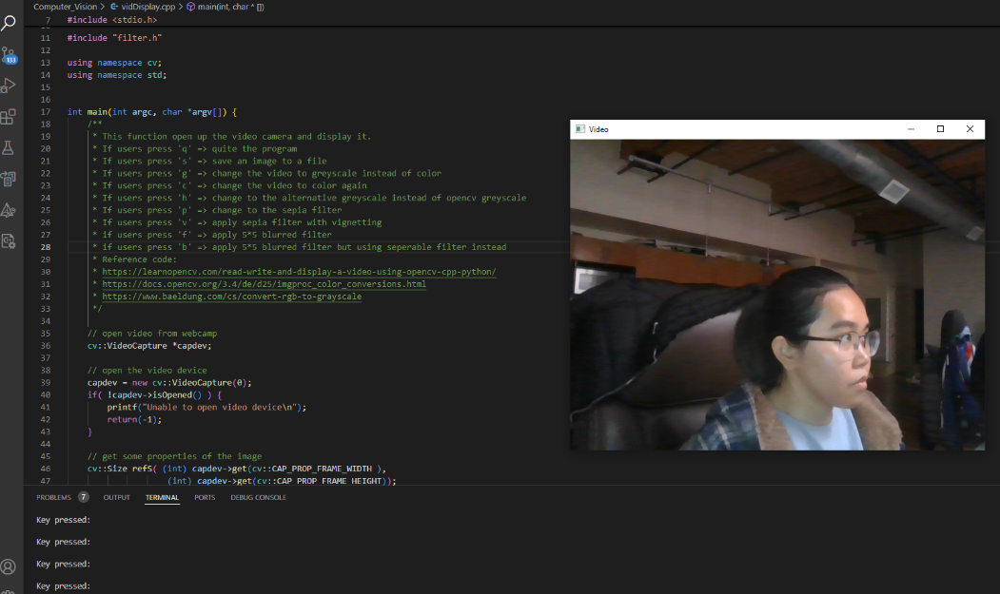 Computer_Vision > vidDisplay.cpp > main(int, char * [])
7 #include <stdio.h>
11 #include "filter.h"
12
13 using namespace cv;
14 using namespace std;
15
16
17 int main(int argc, char *argv[]) {
18 /**
19 * This function open up the video camera and display it.
20 * If users press 'q' => quite the program
21 * If users press 's' => save an image to a file
22 * If users press 'g' => change the video to greyscale instead of color
23 * If users press 'c' => change the video to color again
24 * If users press 'h' => change to the alternative greyscale instead of opencv greyscale
25 * If users press 'p' => change to the sepia filter
26 * If users press 'v' => apply sepia filter with vignetting
27 * if users press 'f' => apply 5*5 blurred filter
28 * if users press 'b' => apply 5*5 blurred filter but using seperable filter instead
29 * Reference code:
30 * https://learnopencv.com/read-write-and-display-a-video-using-opencv-cpp-python/
31 * https://docs.opencv.org/3.4/de/d25/imgproc_color_conversions.html
32 * https://www.baeldung.com/cs/convert-rgb-to-grayscale
33 */
34
35 // open video from webcamp
36 cv::VideoCapture *capdev;
37
38 // open the video device
39 capdev = new cv::VideoCapture(0);
40 if( !capdev->isOpened() ) {
41 printf("Unable to open video device\n");
42 return(-1);
43 }
44
45 // get some properties of the image
46 cv::Size refS( (int) capdev->get(cv::CAP_PROP_FRAME_WIDTH ),
47 (int) capdev->get(cv::CAP_PROP_FRAME_HEIGHT));
Video
PROBLEMS 7 OUTPUT TERMINAL PORTS DEBUG CONSOLE
Key pressed:
Key pressed:
Key pressed:
Key pressed: